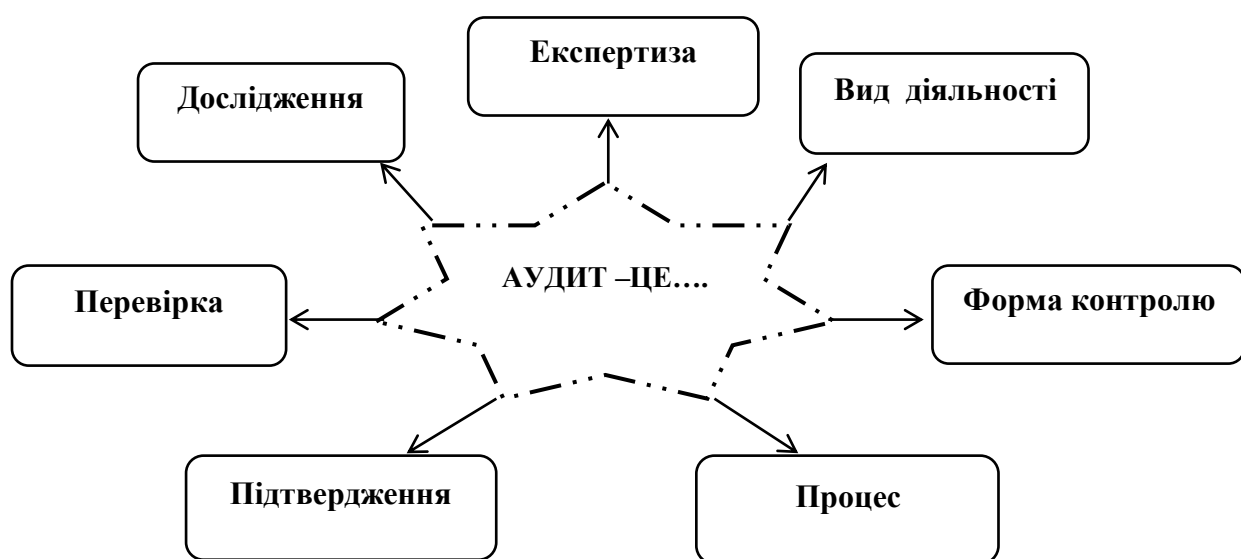 Експертиза
Дослідження
Вид діяльності
АУДИТ –ЦЕ….
Перевірка
Форма контролю
Підтвердження
Процес